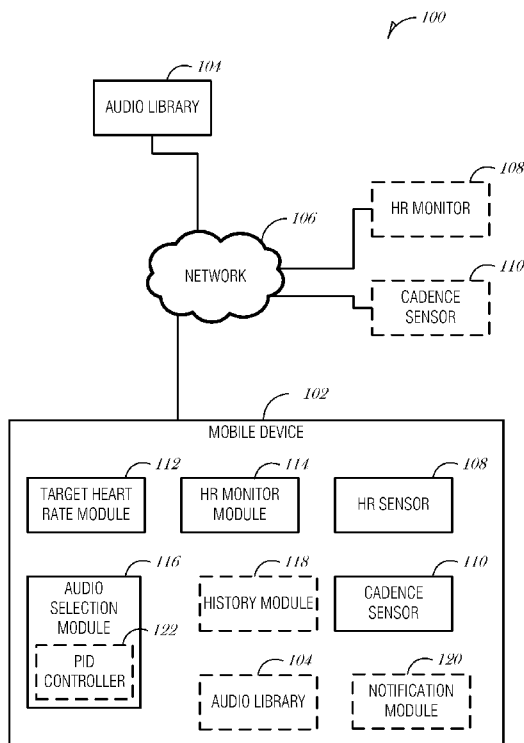 100
104
AUDIO LIBRARY
108
HR MONITOR
106
NETWORK
110
CADENCE
SENSOR
102
MOBILE DEVICE
112
TARGET HEART
RATE MODULE
114
HR MONITOR
MODULE
108
HR SENSOR
116
AUDIO
SELECTION
MODULE
122
PID
CONTROLLER
118
HISTORY MODULE
110
CADENCE
SENSOR
104
AUDIO LIBRARY
120
NOTIFICATION
MODULE